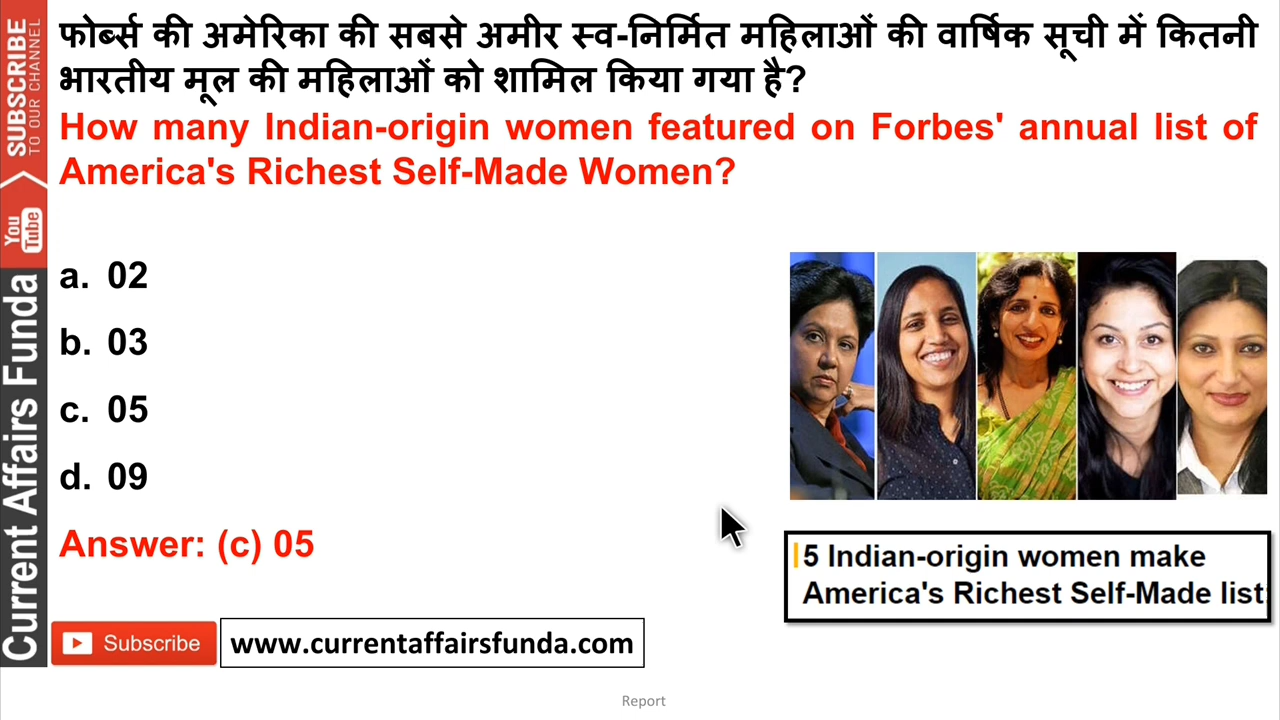 फोर्ब्स की अमेरिका की सबसे अमीर स्व-निर्मित महिलाओं की वार्षिक सूची में कितनी
भारतीय मूल की महिलाओं को शामिल किया गया है?
How many Indian-origin women featured on Forbes' annual list of
America's Richest Self-Made Women?
a. 02
b. 03
c. 05
d. 09
Answer: (c) 05
5 Indian-origin women make
America's Richest Self-Made list:
Subscribe
www.currentaffairsfunda.com
Report
SUBSCRIBE
TO OUR CHANNEL
You
Tube
Current Affairs Funda